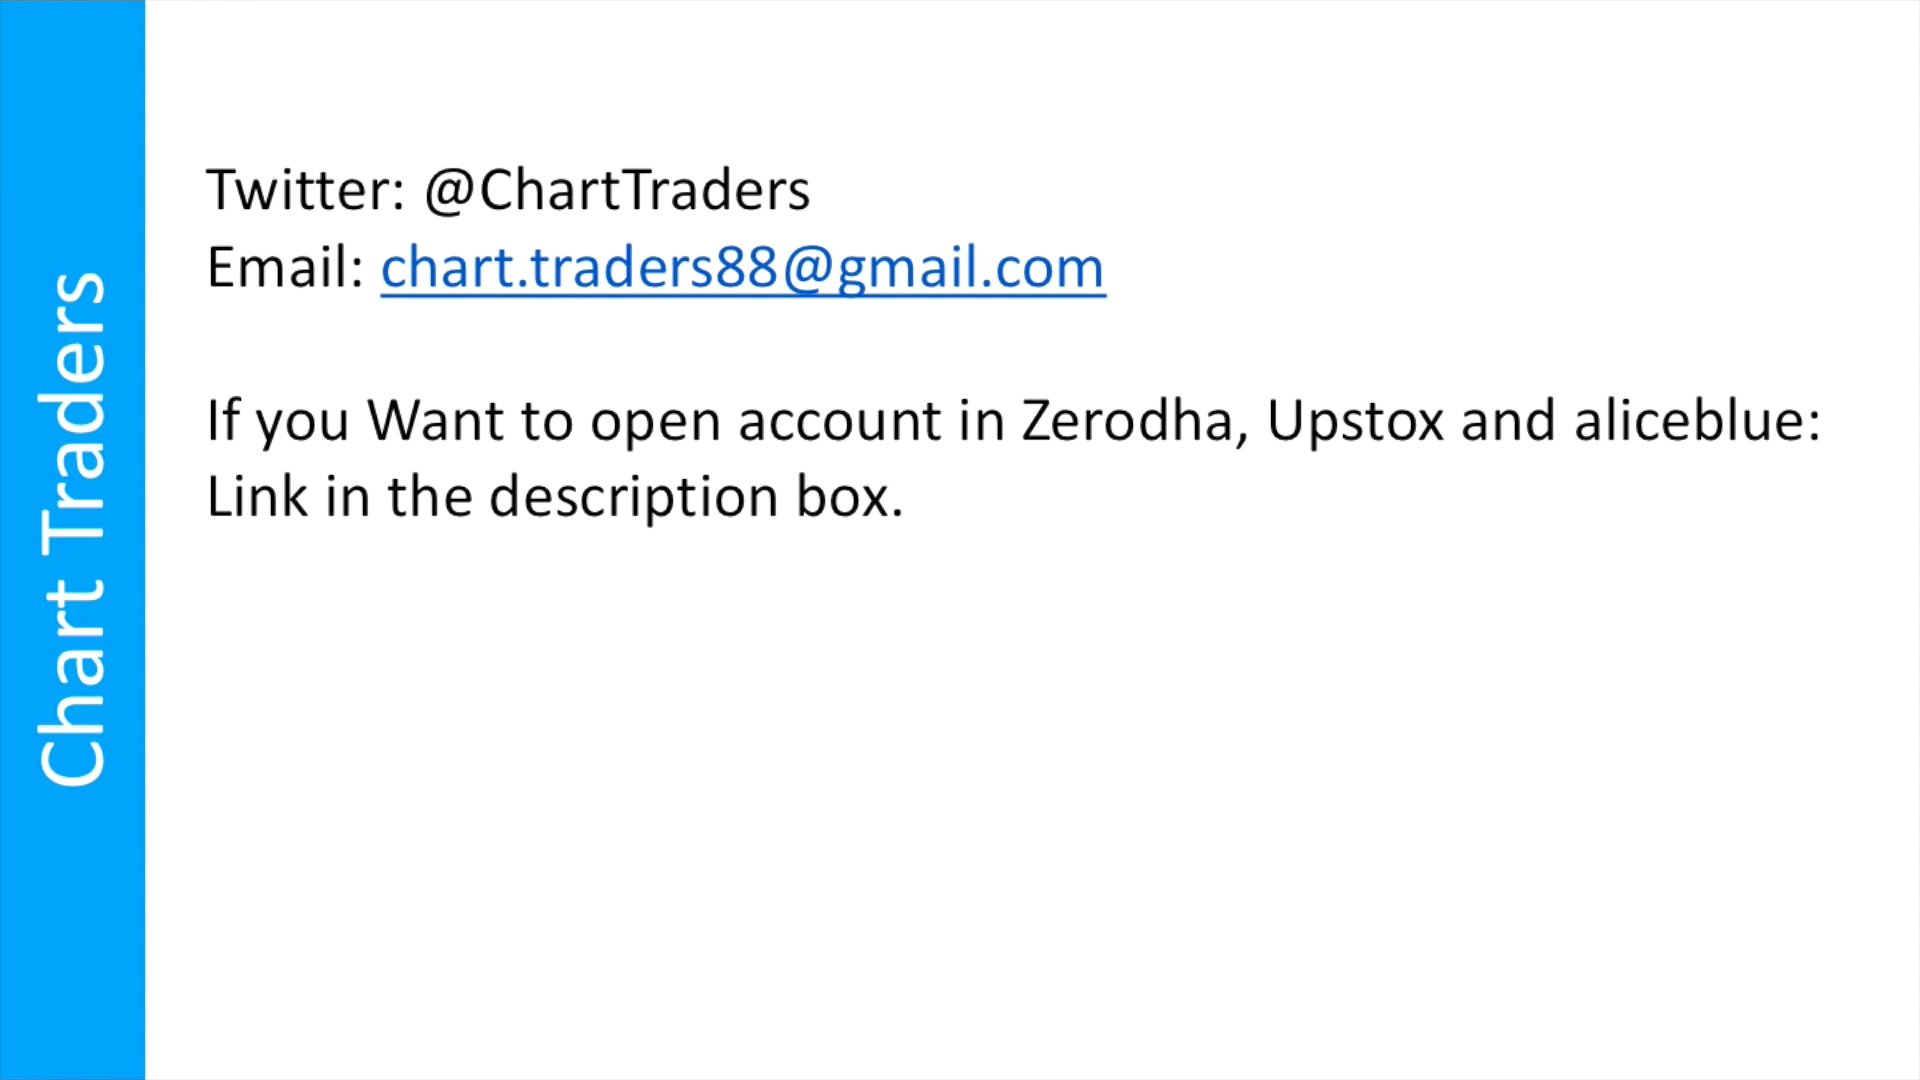 Chart Traders
Twitter: @ChartTraders
Email: chart.traders88@gmail.com
If you Want to open account in Zerodha, Upstox and aliceblue:
Link in the description box.